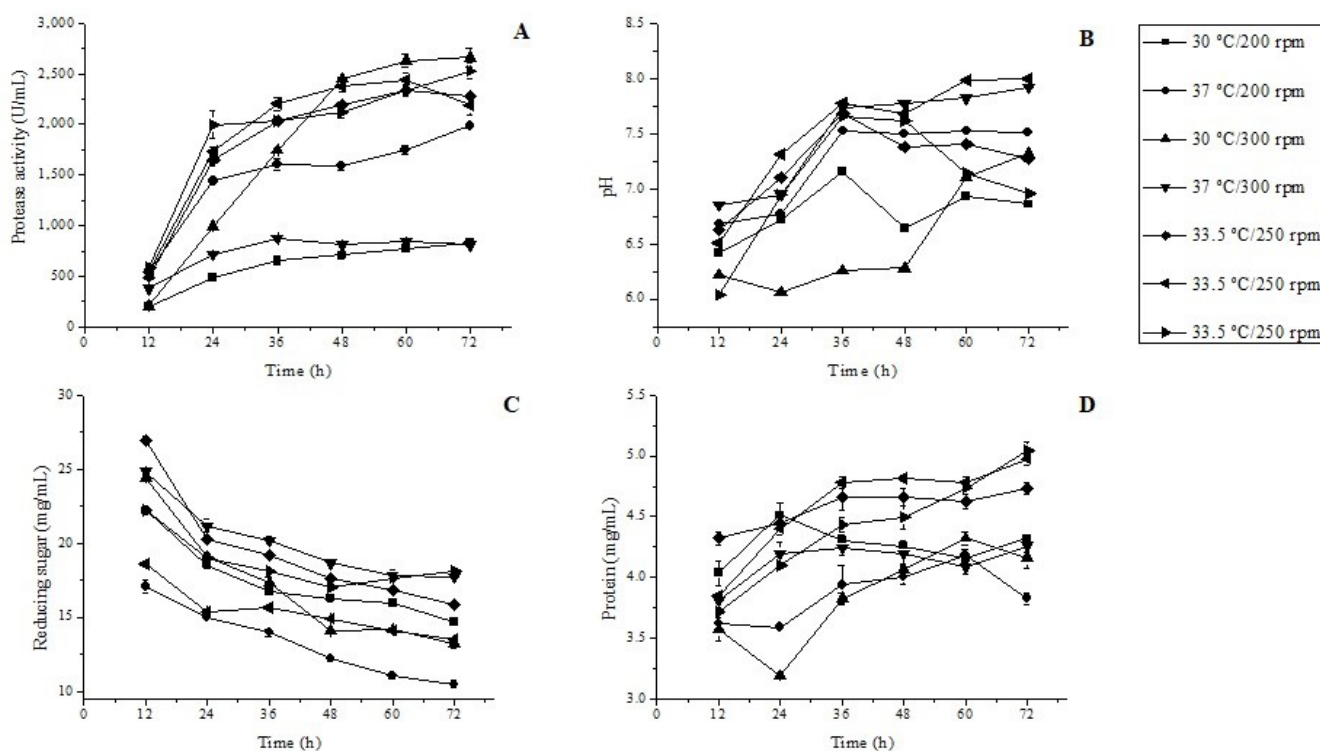 A
Protease activity (U/mL)
3,000
2,500
2,000
1,500
1,000
500
0
0 12 24 36 48 60 72
Time (h)
B
pH
8.5
8.0
7.5
7.0
6.5
6.0
0 12 24 36 48 60 72
Time (h)
30 °C/200 rpm
37 °C/200 rpm
30 °C/300 rpm
37 °C/300 rpm
33.5 °C/250 rpm
33.5 °C/250 rpm
33.5 °C/250 rpm
C
Reducing sugar (mg/mL)
30
25
20
15
10
0 12 24 36 48 60 72
Time (h)
D
Protein (mg/mL)
5.5
5.0
4.5
4.0
3.5
3.0
0 12 24 36 48 60 72
Time (h)